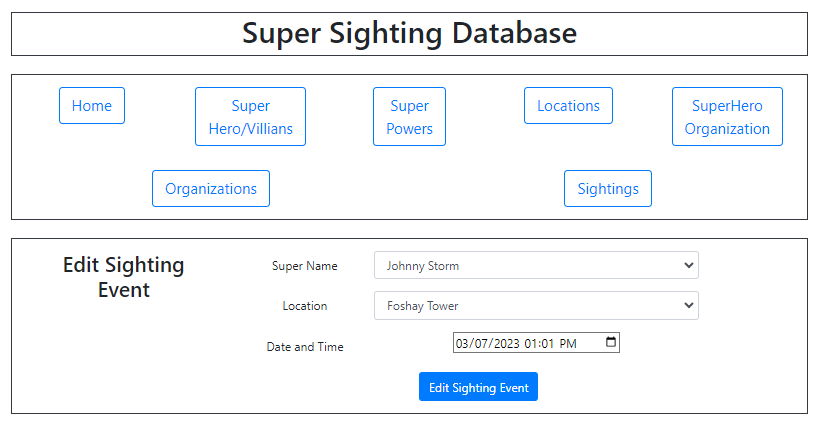 Super Sighting Database
Home
Super
Hero/Villians
Super
Powers
Locations
SuperHero
Organization
Organizations
Sightings
Edit Sighting
Event
Super Name
Johnny Storm
Location
Foshay Tower
Date and Time
03/07/2023 01:01 PM
Edit Sighting Event